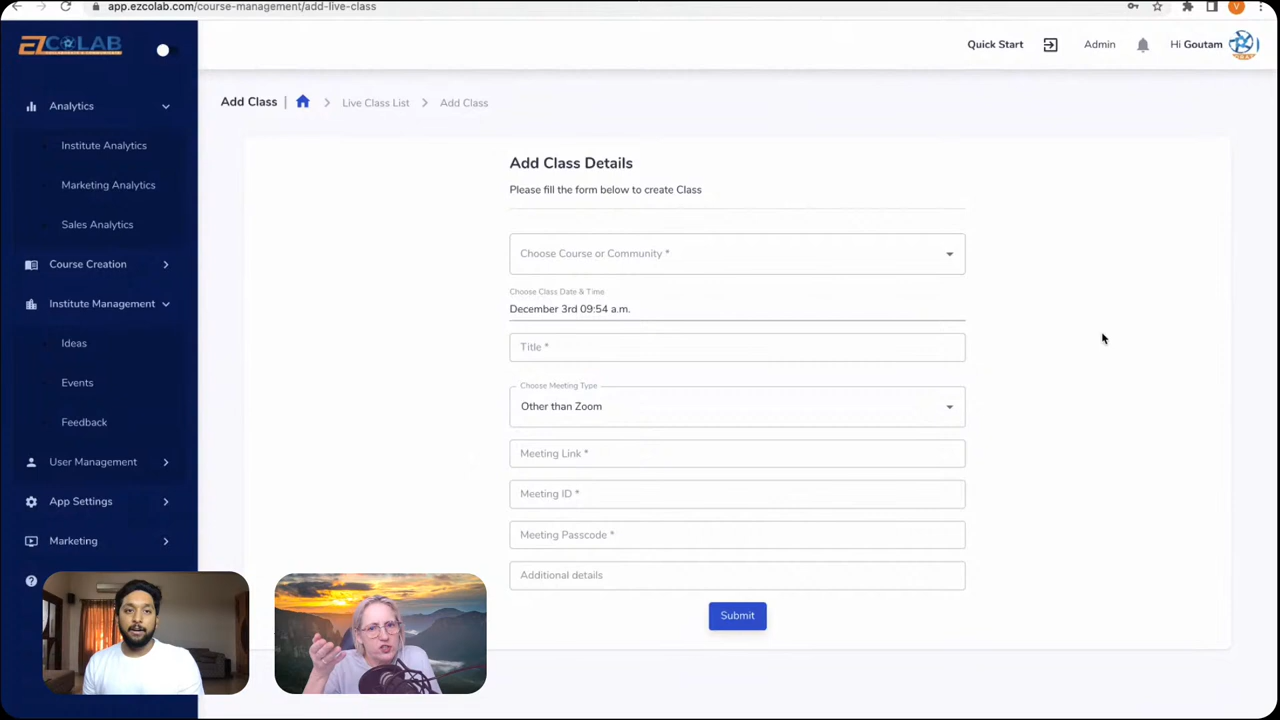 app.ezcolab.com/course-management/add-live-class
V
EZCOLAB
Quick Start
Admin
Hi Goutam
Analytics
Institute Analytics
Marketing Analytics
Sales Analytics
Course Creation
Institute Management
Ideas
Events
Feedback
User Management
App Settings
Marketing
Add Class | > Live Class List > Add Class
Add Class Details
Please fill the form below to create Class
Choose Course or Community *
Choose Class Date & Time
December 3rd 09:54 a.m.
Title *
Choose Meeting Type
Other than Zoom
Meeting Link *
Meeting ID *
Meeting Passcode *
Additional details
Submit